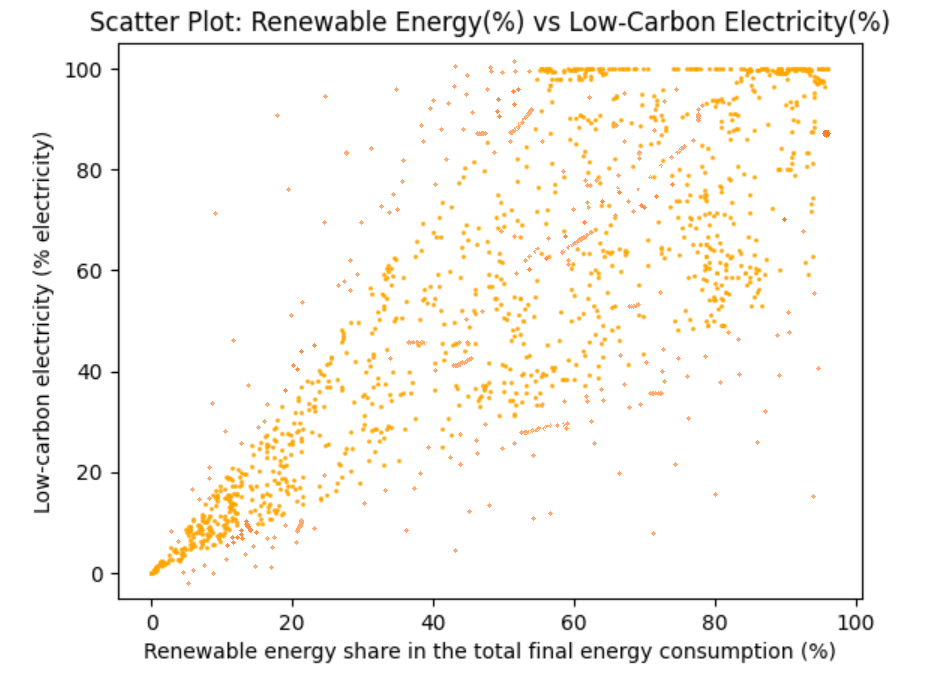 Scatter Plot: Renewable Energy(%) vs Low-Carbon Electricity(%)
Low-carbon electricity (% electricity)
100
80
60
40
20
0
0 20 40 60 80 100
Renewable energy share in the total final energy consumption (%)